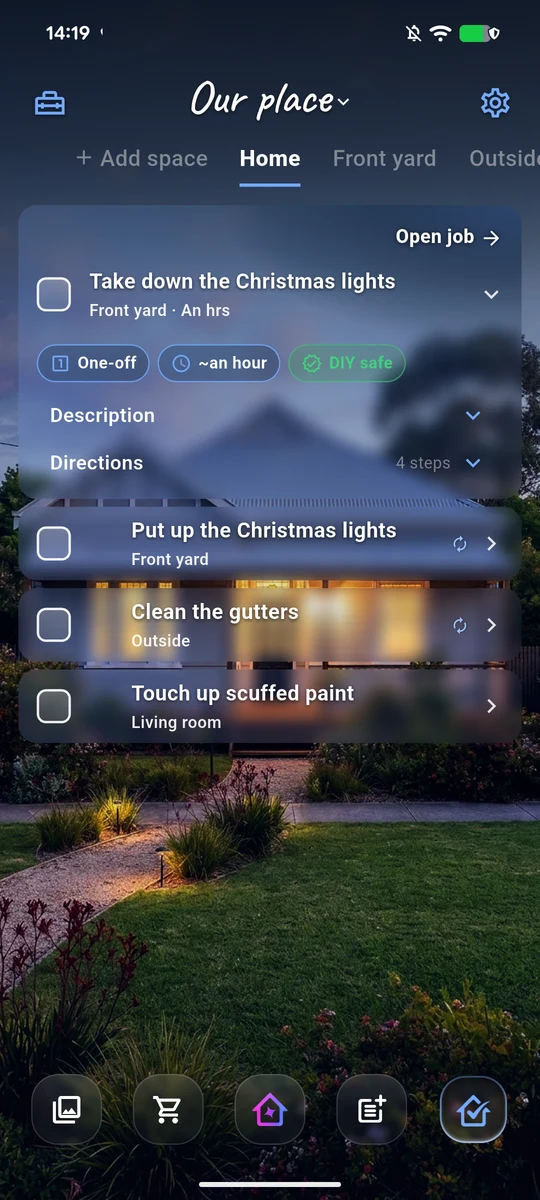 14:19
Our place
+ Add space
Home
Front yard
Outside
Open job →
Take down the Christmas lights
Front yard · An hrs
1 One-off
~an hour
DIY safe
Description
Directions
4 steps
Put up the Christmas lights
Front yard
Clean the gutters
Outside
Touch up scuffed paint
Living room